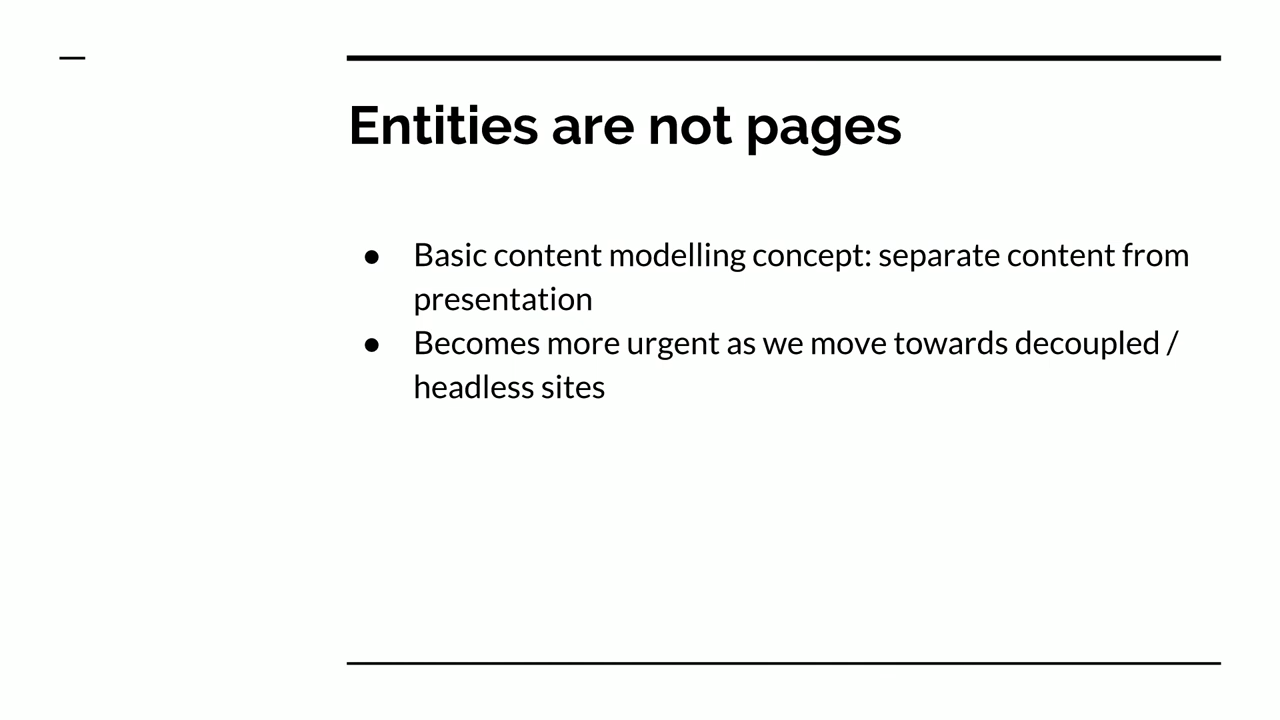 Entities are not pages
● Basic content modelling concept: separate content from
presentation
● Becomes more urgent as we move towards decoupled /
headless sites